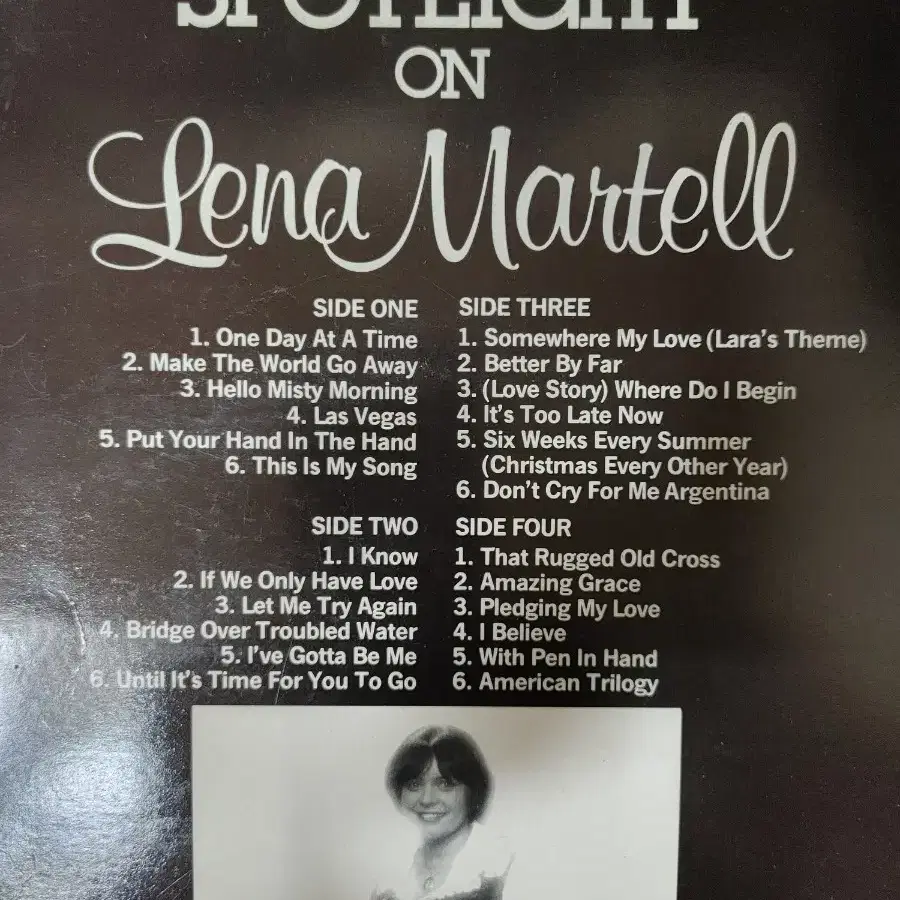 SPOTLIGHT
ON
Lena Martell
SIDE ONE
1. One Day At A Time
2. Make The World Go Away
3. Hello Misty Morning
4. Las Vegas
5. Put Your Hand In The Hand
6. This Is My Song
SIDE TWO
1. I Know
2. If We Only Have Love
3. Let Me Try Again
4. Bridge Over Troubled Water
5. I've Gotta Be Me
6. Until It's Time For You To Go
SIDE THREE
1. Somewhere My Love (Lara's Theme)
2. Better By Far
3. (Love Story) Where Do I Begin
4. It's Too Late Now
5. Six Weeks Every Summer
(Christmas Every Other Year)
6. Don't Cry For Me Argentina
SIDE FOUR
1. That Rugged Old Cross
2. Amazing Grace
3. Pledging My Love
4. I Believe
5. With Pen In Hand
6. American Trilogy